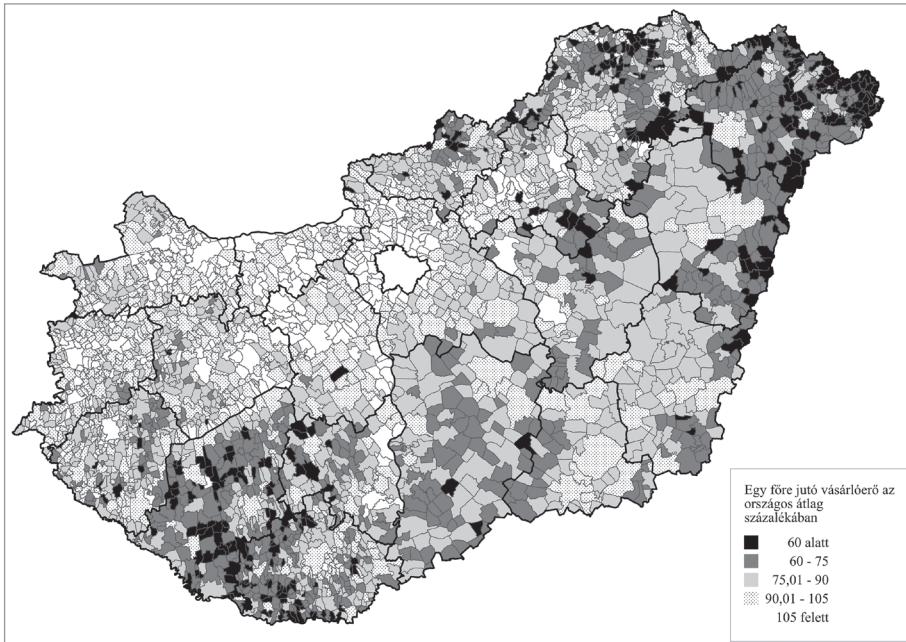 Egy főre jutó vásárlóerő az
országos átlag
százalékában
60 alatt
60 - 75
75,01 - 90
90,01 - 105
105 felett